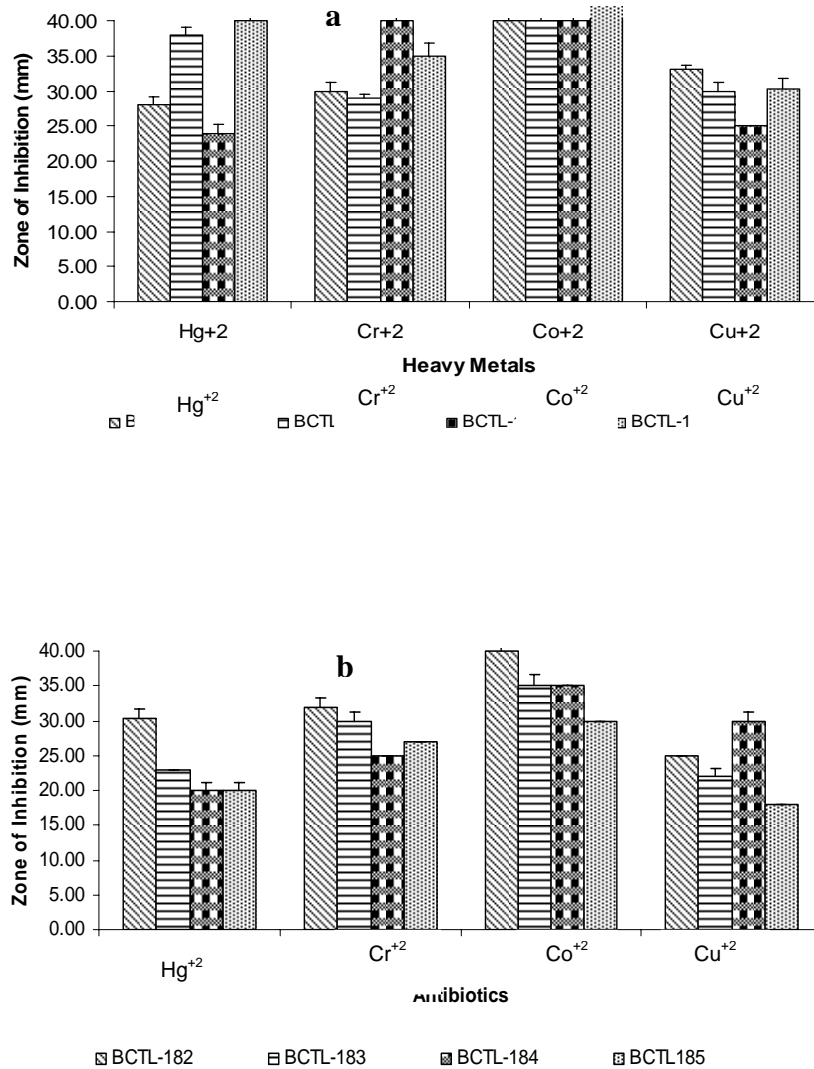 a
40.00
35.00
30.00
25.00
20.00
15.00
10.00
5.00
0.00
Zone of Inhibition (mm)
Hg+2 Cr+2 Co+2 Cu+2
Heavy Metals
Hg+2 Cr+2 Co+2 Cu+2
B BCTL BCTL- BCTL-1
b
40.00
35.00
30.00
25.00
20.00
15.00
10.00
5.00
0.00
Zone of Inhibition (mm)
Hg+2 Cr+2 Co+2 Cu+2
Antibiotics
BCTL-182 BCTL-183 BCTL-184 BCTL185